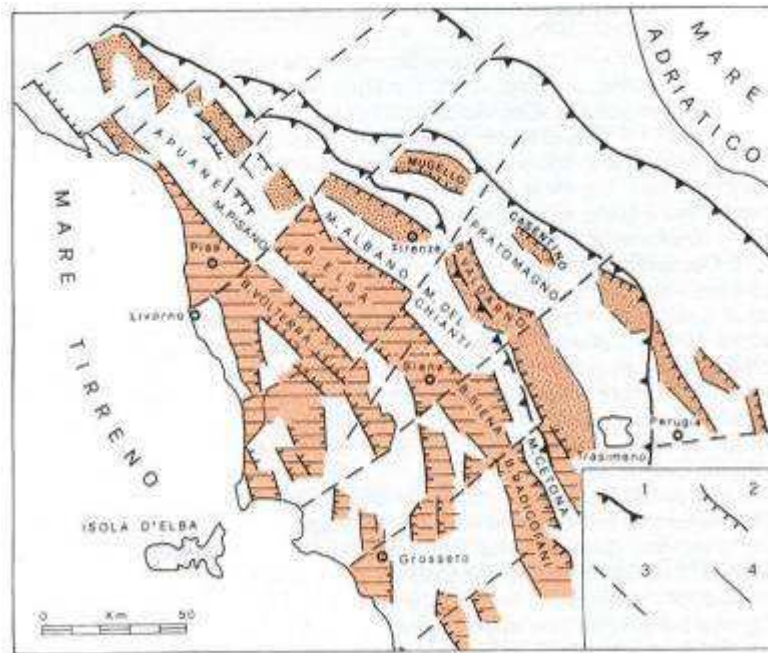 MARE
ADRIATICO
MUGELLO
CASENTINO
APUANE
M.PISANO
PRATOMAGNO
M. ALBANO
Firenze
MARE
TIRRENO
Pisa
B. ELSA
B. VALDARNO
B. VOLTERRA
M. DEL
CHIANTI
Livorno
Siena
B. SIENA
Perugia
Trasimeno
M. CETONA
B. RADICOFANI
ISOLA D'ELBA
Grosseto
1
2
3
4
0 Km 50